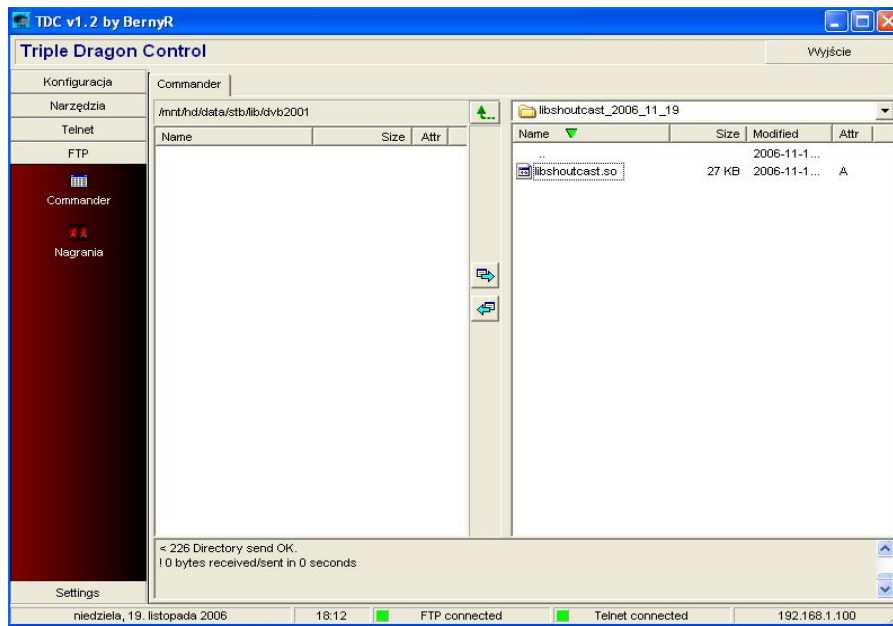 TDC v1.2 by BernyR
Triple Dragon Control
Wyjście
Konfiguracja
Narzędzia
Telnet
FTP
Commander
Nagrania
Settings
Commander
/mnt/hd/data/stb/lib/dvb2001
Name Size Attr
libshoutcast_2006_11_19
Name Size Modified Attr
.. 2006-11-1...
libshoutcast.so 27 KB 2006-11-1... A
< 226 Directory send OK.
! 0 bytes received/sent in 0 seconds
niedziela, 19. listopada 2006 18:12 FTP connected Telnet connected 192.168.1.100